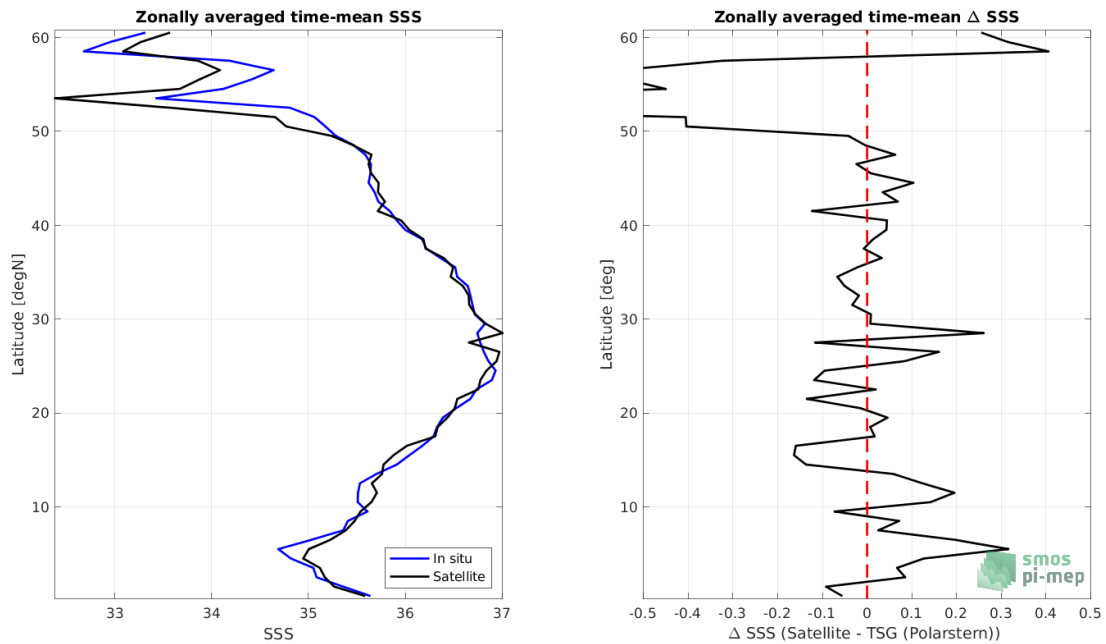 Zonally averaged time-mean SSS
60
50
40
30
20
10
Latitude [degN]
33
34
35
36
37
SSS
In situ
Satellite
Zonally averaged time-mean Δ SSS
60
50
40
30
20
10
Latitude [deg]
-0.5
-0.4
-0.3
-0.2
-0.1
0
0.1
0.2
0.3
0.4
0.5
Δ SSS (Satellite - TSG (Polarstern))
smos
pi-mep